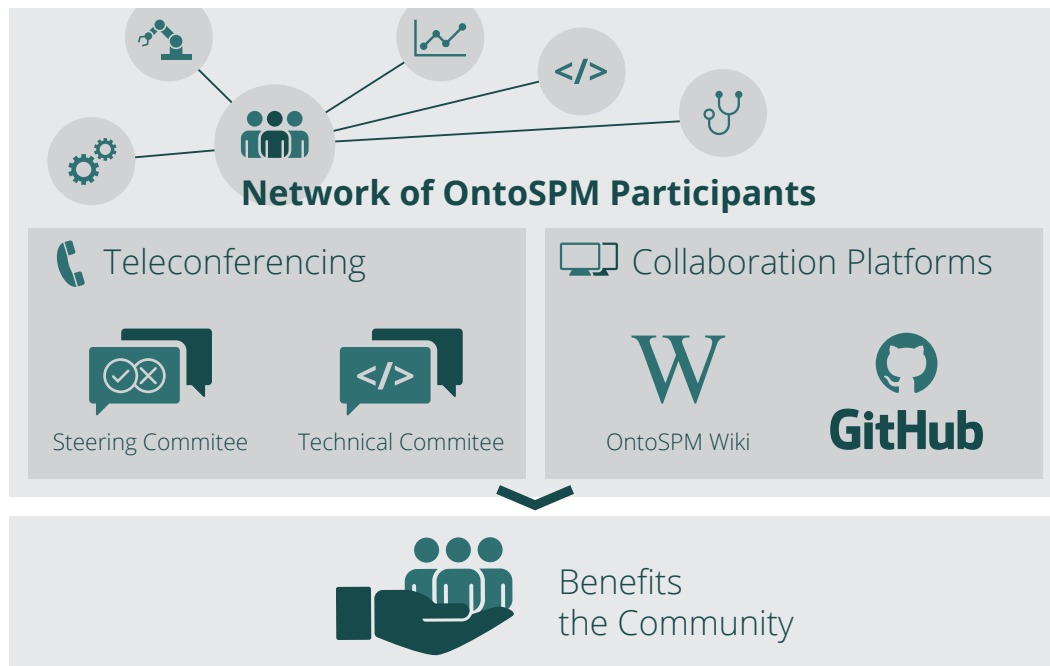 </>
Network of OntoSPM Participants
Teleconferencing
Collaboration Platforms
</>
W
Steering Commitee
Technical Commitee
OntoSPM Wiki
GitHub
Benefits
the Community